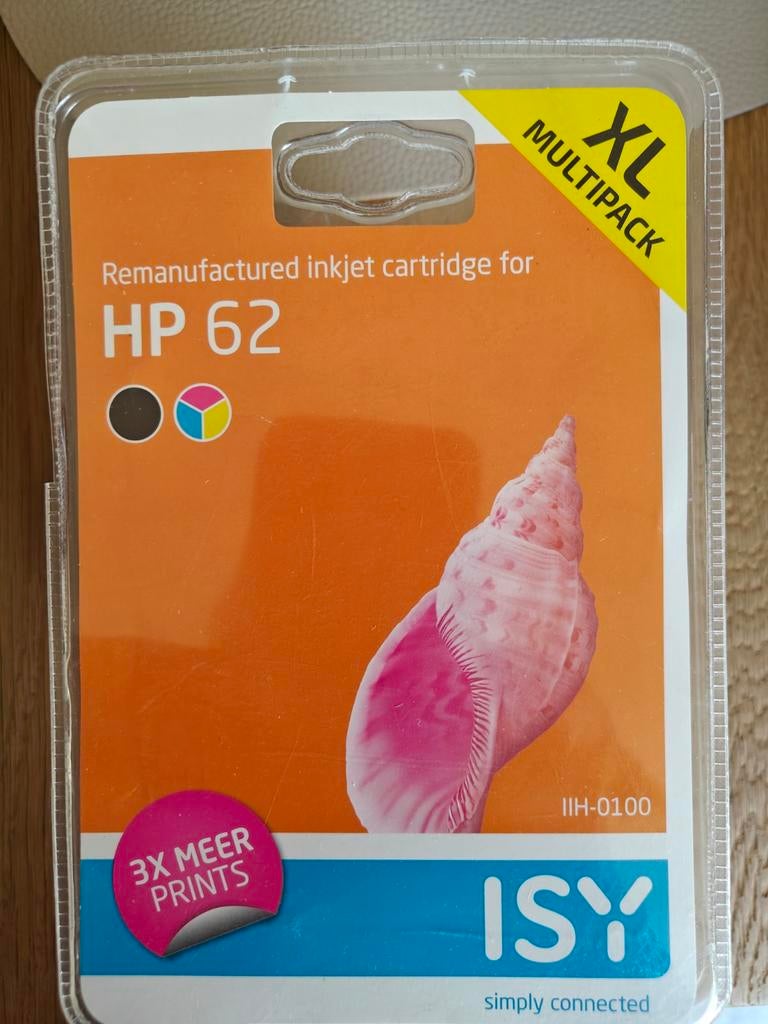 XL
MULTIPACK
Remanufactured inkjet cartridge for
HP 62
IIH-0100
3X MEER
PRINTS
ISY
simply connected